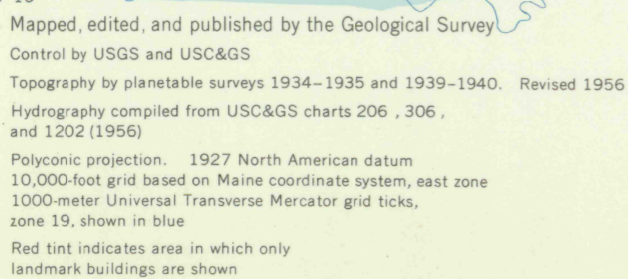 Mapped, edited, and published by the Geological Survey
Control by USGS and USC&GS
Topography by planetable surveys 1934–1935 and 1939–1940. Revised 1956
Hydrography compiled from USC&GS charts 206 , 306 ,
and 1202 (1956)
Polyconic projection. 1927 North American datum
10,000-foot grid based on Maine coordinate system, east zone
1000-meter Universal Transverse Mercator grid ticks,
zone 19, shown in blue
Red tint indicates area in which only
landmark buildings are shown